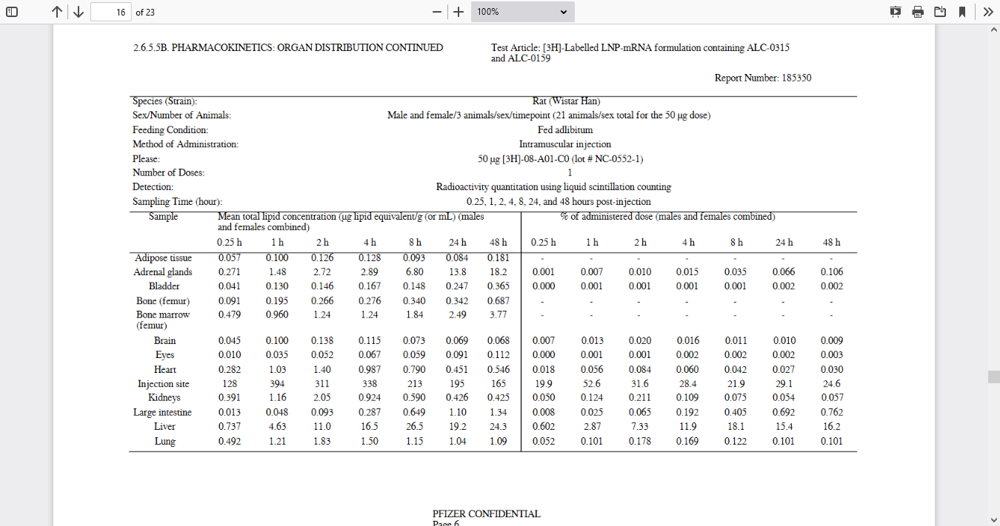 16 of 23
100%
2.6.5.5B. PHARMACOKINETICS: ORGAN DISTRIBUTION CONTINUED
Test Article: [3H]-Labelled LNP-mRNA formulation containing ALC-0315
and ALC-0159
Report Number: 185350
Species (Strain): Rat (Wistar Han)
Sex/Number of Animals: Male and female/3 animals/sex/timepoint (21 animals/sex total for the 50 µg dose)
Feeding Condition: Fed adlibitum
Method of Administration: Intramuscular injection
Please: 50 µg [3H]-08-A01-C0 (lot # NC-0552-1)
Number of Doses: 1
Detection: Radioactivity quantitation using liquid scintillation counting
Sampling Time (hour): 0.25, 1, 2, 4, 8, 24, and 48 hours post-injection
Sample Mean total lipid concentration (µg lipid equivalent/g (or mL) (males % of administered dose (males and females combined)
and females combined)
0.25 h 1 h 2 h 4 h 8 h 24 h 48 h 0.25 h 1 h 2 h 4 h 8 h 24 h 48 h
Adipose tissue 0.057 0.100 0.126 0.128 0.093 0.084 0.181 - - - - - - -
Adrenal glands 0.271 1.48 2.72 2.89 6.80 13.8 18.2 0.001 0.007 0.010 0.015 0.035 0.066 0.106
Bladder 0.041 0.130 0.146 0.167 0.148 0.247 0.365 0.000 0.001 0.001 0.001 0.001 0.002 0.002
Bone (femur) 0.091 0.195 0.266 0.276 0.340 0.342 0.687 - - - - - - -
Bone marrow 0.479 0.960 1.24 1.24 1.84 2.49 3.77 - - - - - - -
(femur)
Brain 0.045 0.100 0.138 0.115 0.073 0.069 0.068 0.007 0.013 0.020 0.016 0.011 0.010 0.009
Eyes 0.010 0.035 0.052 0.067 0.059 0.091 0.112 0.000 0.001 0.001 0.002 0.002 0.002 0.003
Heart 0.282 1.03 1.40 0.987 0.790 0.451 0.546 0.018 0.056 0.084 0.060 0.042 0.027 0.030
Injection site 128 394 311 338 213 195 165 19.9 52.6 31.6 28.4 21.9 29.1 24.6
Kidneys 0.391 1.16 2.05 0.924 0.590 0.426 0.425 0.050 0.124 0.211 0.109 0.075 0.054 0.057
Large intestine 0.013 0.048 0.093 0.287 0.649 1.10 1.34 0.008 0.025 0.065 0.192 0.405 0.692 0.762
Liver 0.737 4.63 11.0 16.5 26.5 19.2 24.3 0.602 2.87 7.33 11.9 18.1 15.4 16.2
Lung 0.492 1.21 1.83 1.50 1.15 1.04 1.09 0.052 0.101 0.178 0.169 0.122 0.101 0.101
PFIZER CONFIDENTIAL
Page 6